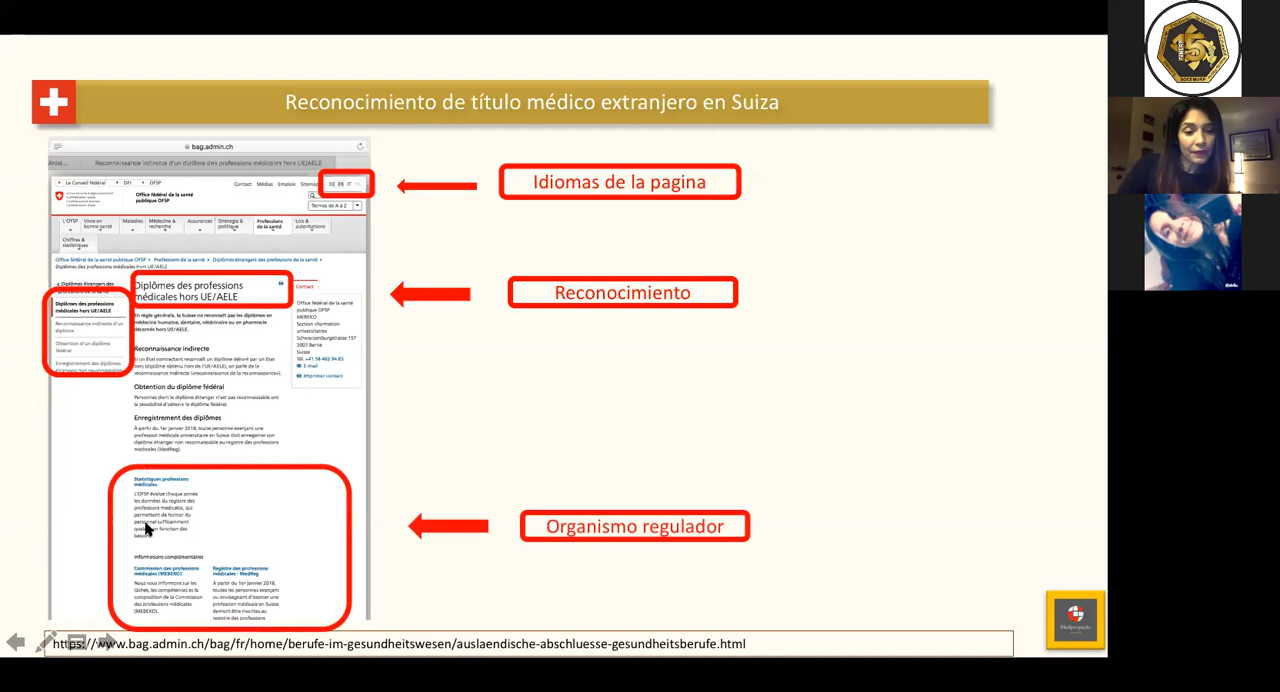 Reconocimiento de título médico extranjero en Suiza
bag.admin.ch
Reconnaissance indirecte d'un diplôme des professions médicales hors UE/AELE
Le Conseil fédéral
DFI
OFSP
Contact
Médias
Emplois
Sitemap
DE
FR
IT
Office fédéral de la santé
publique OFSP
Termes de A à Z
L'OFSP
Vivre en
bonne santé
Maladies
Médecine &
recherche
Assurances
Stratégie &
politique
Professions
de la santé
Lois &
autorisations
Chiffres &
statistiques
Office fédéral de la santé publique OFSP > Professions de la santé > Diplômes étrangers des professions de la santé >
Diplômes des professions médicales hors UE/AELE
Diplômes étrangers des
Diplômes des professions
médicales hors UE/AELE
Reconnaissance indirecte d'un
diplôme
Obtention d'un diplôme
fédéral
Enregistrement des diplômes
étrangers non reconnaissables
Diplômes des professions
médicales hors UE/AELE
En règle générale, la Suisse ne reconnaît pas les diplômes en
médecine humaine, dentaire, vétérinaire ou en pharmacie
décernés hors UE/AELE.
Reconnaissance indirecte
Si un Etat contractant reconnaît un diplôme délivré par un Etat
tiers (diplôme obtenu hors de l'UE/AELE), on parle de la
reconnaissance indirecte («reconnaissance de la reconnaissance»).
Obtention du diplôme fédéral
Personnes dont le diplôme étranger n'est pas reconnaissable ont
la possibilité d'obtenir le diplôme fédéral.
Enregistrement des diplômes
À partir du 1er janvier 2018, toute personne exerçant une
profession médicale universitaire en Suisse doit enregistrer son
diplôme étranger non reconnaissable au registre des professions
médicales (MedReg).
Contact
Office fédéral de la santé
publique OFSP
MEBEKO
Section «formation
universitaire»
Schwarzenburgstrasse 157
3003 Berne
Suisse
Tél. +41 58 462 94 83
E-mail
Imprimer contact
Statistiques professions
médicales
L'OFSP évalue chaque année
les données du registre des
professions médicales, qui
permettent de former du
personnel suffisamment
en fonction des
Informations complémentaires
Commission des professions
médicales (MEBEKO)
Nous vous informons sur les
tâches, les compétences et la
composition de la Commission
des professions médicales
(MEBEKO).
Registre des professions
médicales - MedReg
À partir du 1er janvier 2018,
toutes les personnes exerçant
ou envisageant d'exercer une
profession médicale en Suisse
devront être inscrites au
registre des professions
Idiomas de la pagina
Reconocimiento
Organismo regulador
https://www.bag.admin.ch/bag/fr/home/berufe-im-gesundheitswesen/auslaendische-abschluesse-gesundheitsberufe.html
15
SOCEMURP